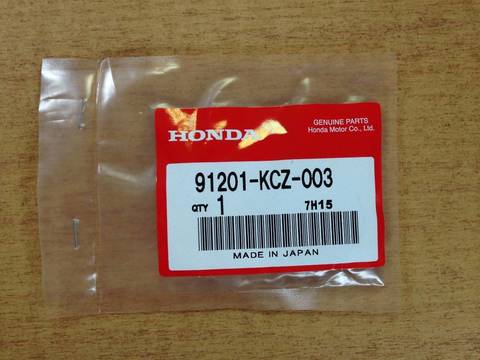 GENUINE PARTS
Honda Motor Co., Ltd.
HONDA
91201-KCZ-003
QTY 1 7H15
MADE IN JAPAN